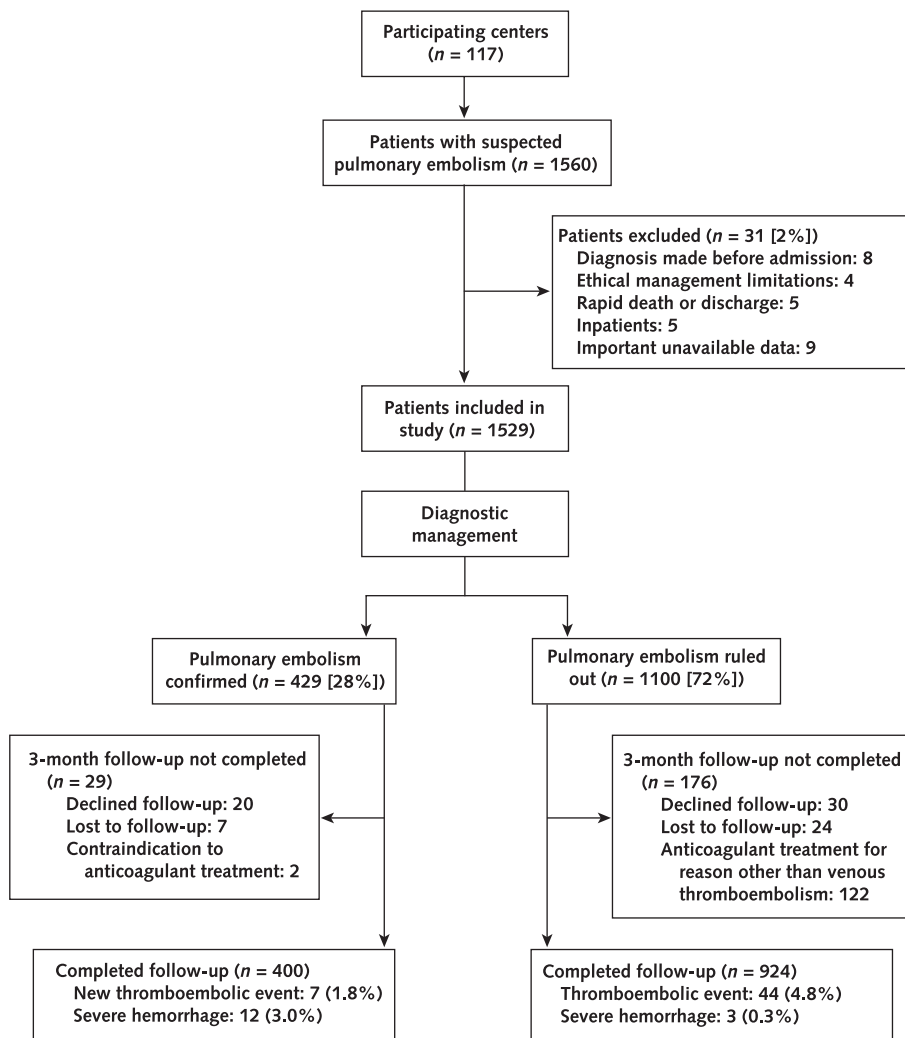 Participating centers
(n = 117)
Patients with suspected
pulmonary embolism (n = 1560)
Patients excluded (n = 31 [2%])
Diagnosis made before admission: 8
Ethical management limitations: 4
Rapid death or discharge: 5
Inpatients: 5
Important unavailable data: 9
Patients included in
study (n = 1529)
Diagnostic
management
Pulmonary embolism
confirmed (n = 429 [28%])
Pulmonary embolism ruled
out (n = 1100 [72%])
3-month follow-up not completed
(n = 29)
Declined follow-up: 20
Lost to follow-up: 7
Contraindication to
anticoagulant treatment: 2
3-month follow-up not completed
(n = 176)
Declined follow-up: 30
Lost to follow-up: 24
Anticoagulant treatment for
reason other than venous
thromboembolism: 122
Completed follow-up (n = 400)
New thromboembolic event: 7 (1.8%)
Severe hemorrhage: 12 (3.0%)
Completed follow-up (n = 924)
Thromboembolic event: 44 (4.8%)
Severe hemorrhage: 3 (0.3%)